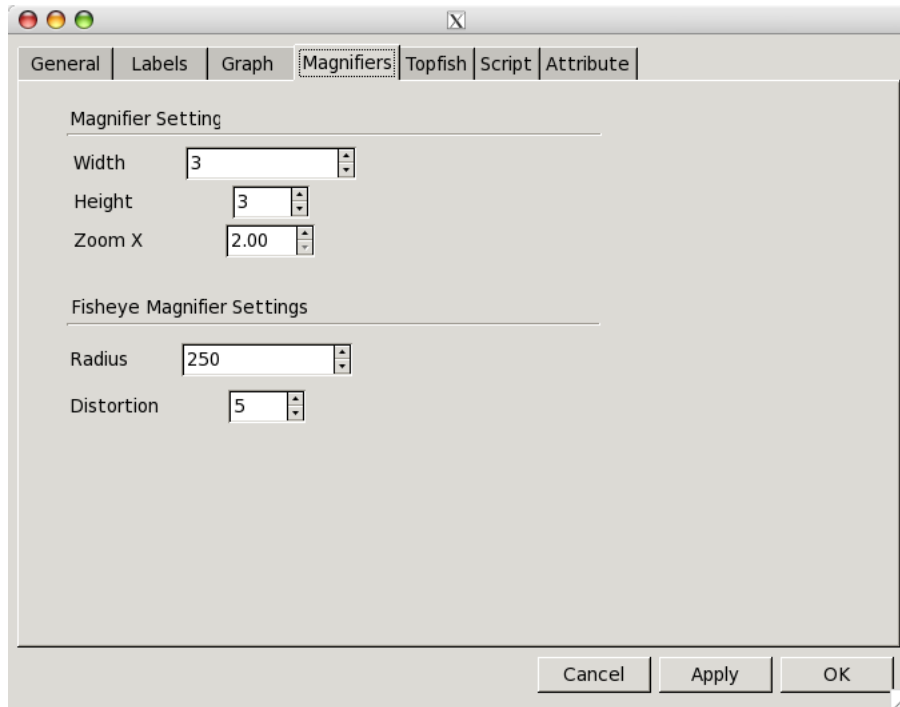 X
General Labels Graph Magnifiers Topfish Script Attribute
Magnifier Setting
Width 3
Height 3
Zoom X 2.00
Fisheye Magnifier Settings
Radius 250
Distortion 5
Cancel Apply OK